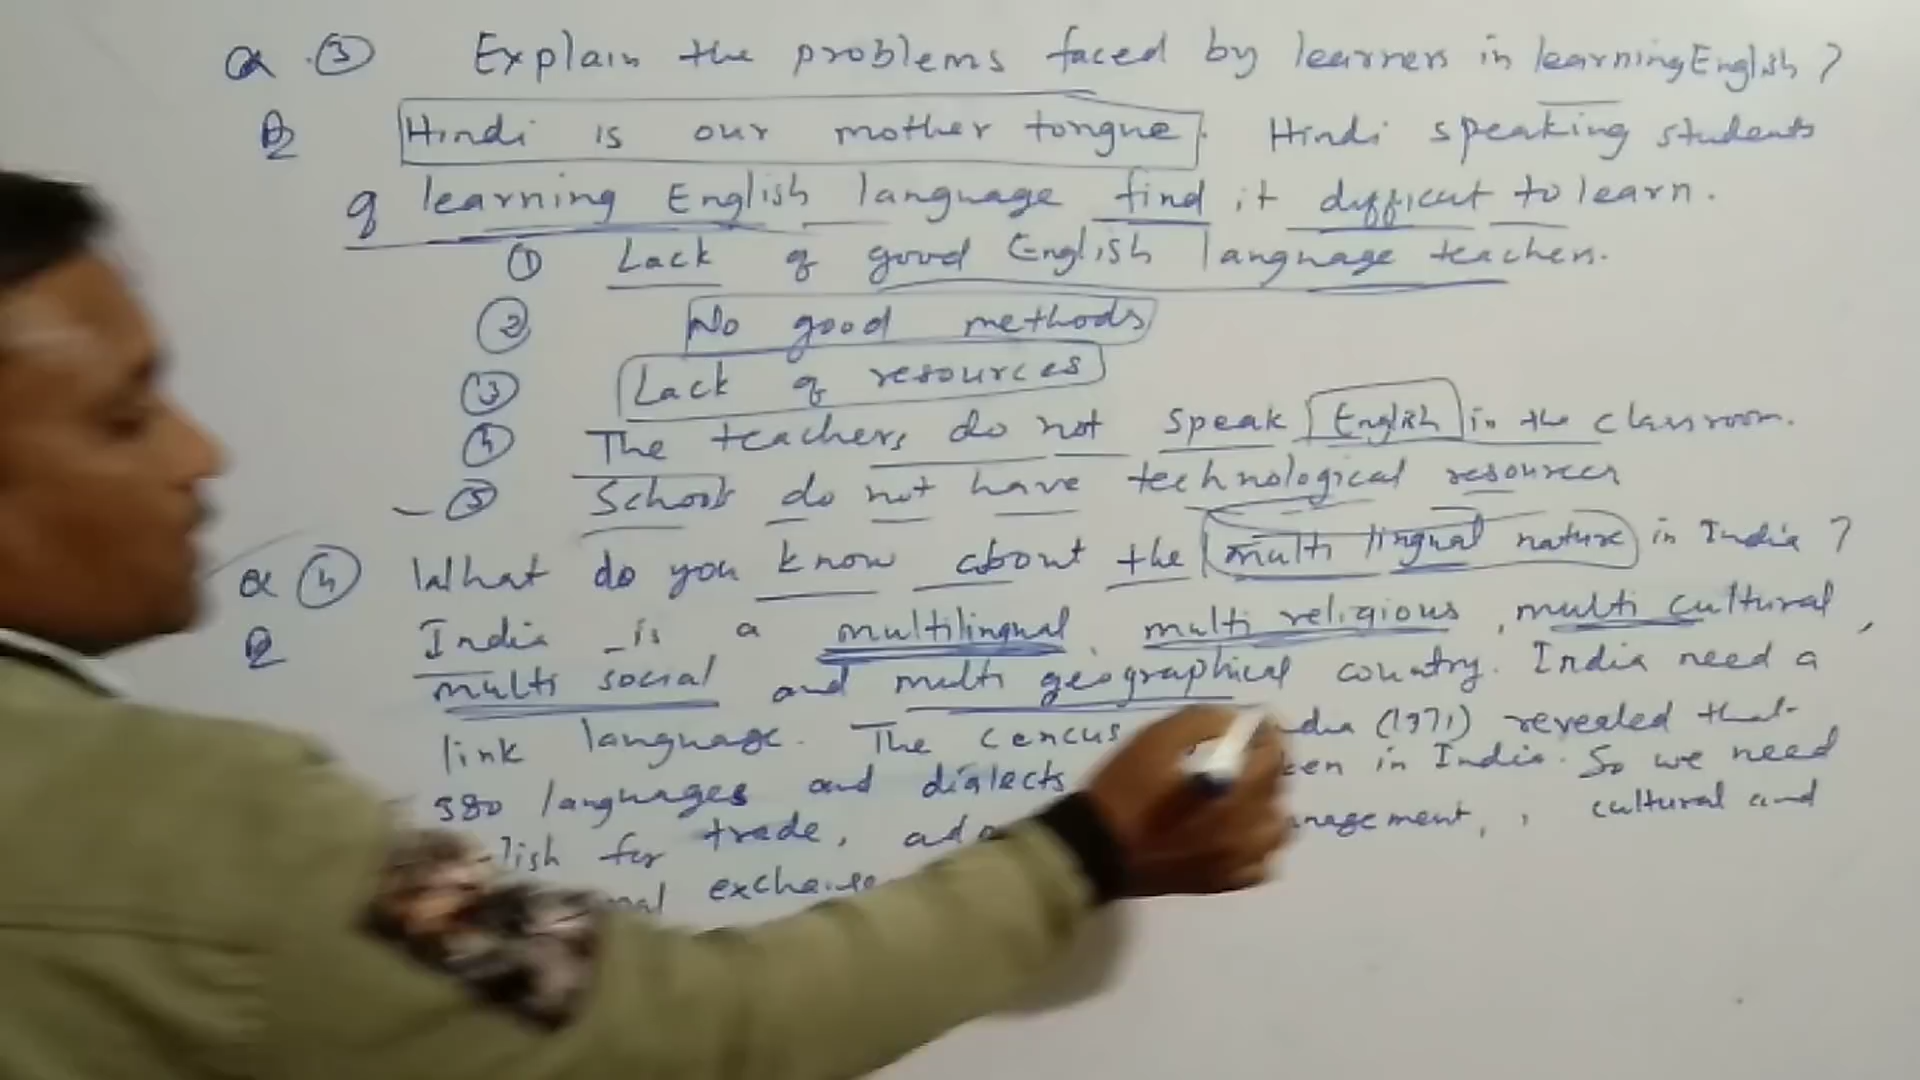 Q. 3 Explain the problems faced by learners in learning English?
Hindi is our mother tongue. Hindi speaking students
of learning English language find it difficult to learn.
1 Lack of good English language teachers.
2 No good methods
3 Lack of resources
4 The teachers do not speak English in the classroom.
5 Schools do not have technological resources
Q 4 What do you know about the multi lingual nature in India?
India is a multilingual, multi religious, multi cultural,
multi social and multi geographical country. India need a
link language. The cencus (1971) revealed that
380 languages and dialects in India. So we need
for trade, cultural and